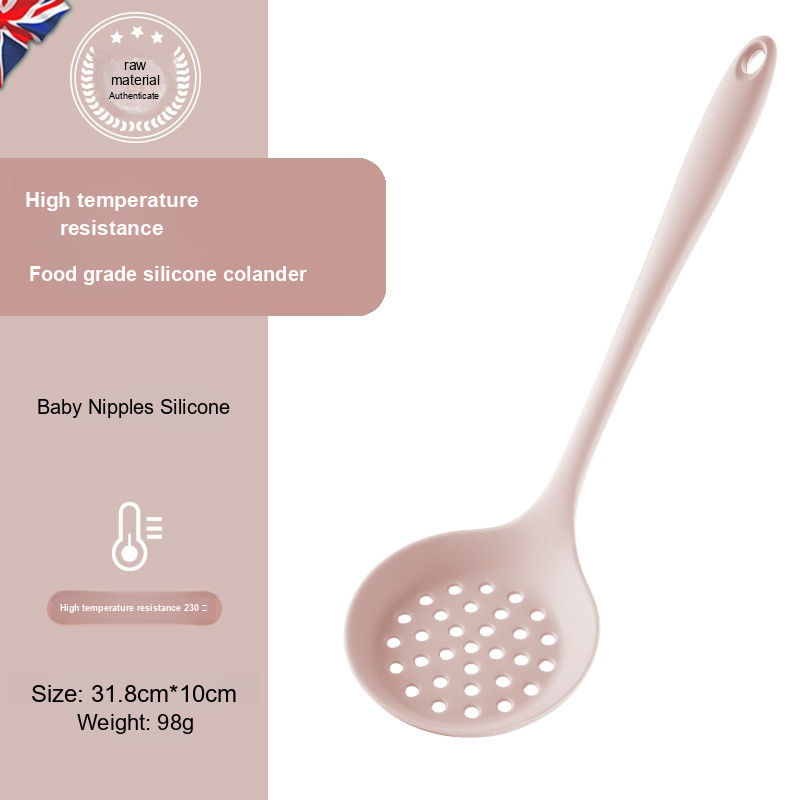 raw
material
Authenticate
High temperature
resistance
Food grade silicone colander
Baby Nipples Silicone
High temperature resistance 230
Size: 31.8cm*10cm
Weight: 98g